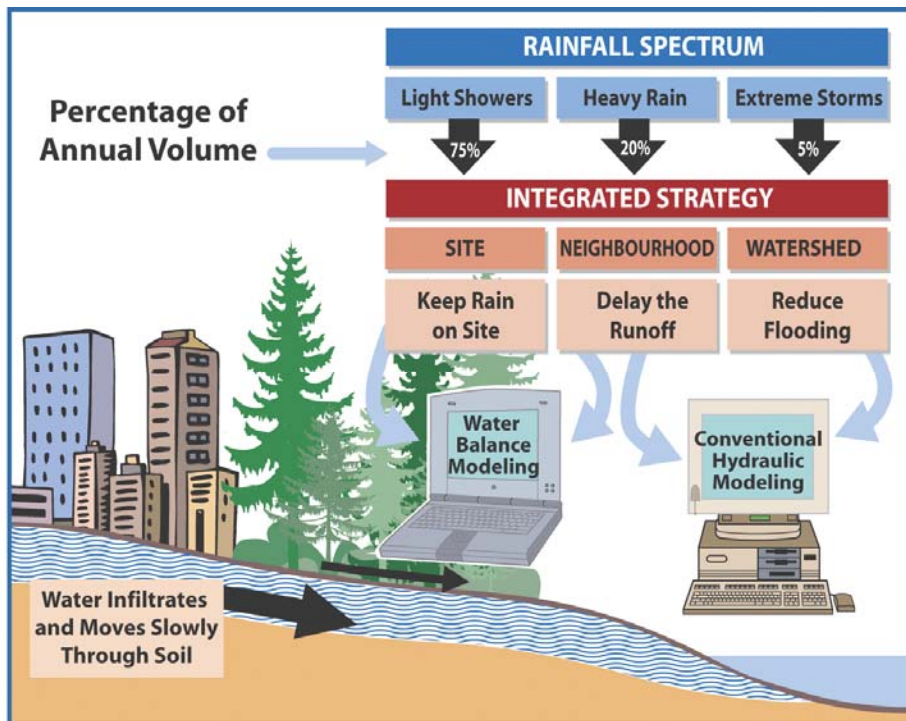 RAINFALL SPECTRUM
Light Showers
Heavy Rain
Extreme Storms
Percentage of
Annual Volume
75%
20%
5%
INTEGRATED STRATEGY
SITE
NEIGHBOURHOOD
WATERSHED
Keep Rain
on Site
Delay the
Runoff
Reduce
Flooding
Water
Balance
Modeling
Conventional
Hydraulic
Modeling
Water Infiltrates
and Moves Slowly
Through Soil